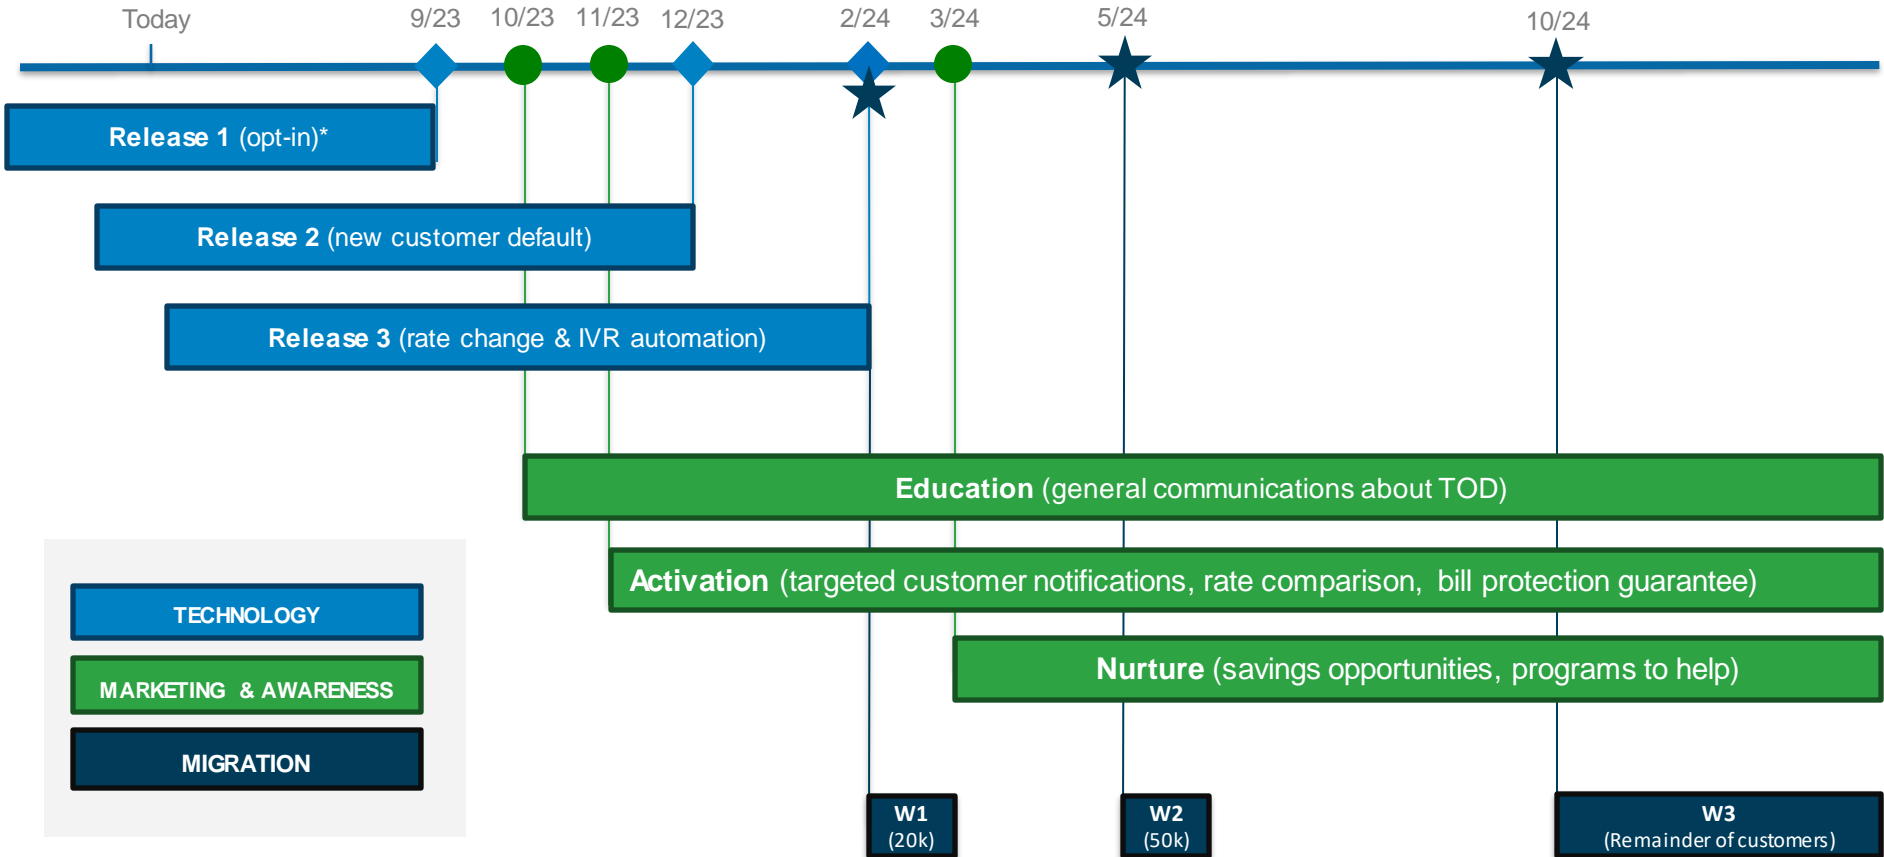 Today 9/23 10/23 11/23 12/23 2/24 3/24 5/24 10/24
Release 1 (opt-in)*
Release 2 (new customer default)
Release 3 (rate change & IVR automation)
Education (general communications about TOD)
Activation (targeted customer notifications, rate comparison, bill protection guarantee)
Nurture (savings opportunities, programs to help)
TECHNOLOGY
MARKETING & AWARENESS
MIGRATION
W1
(20k)
W2
(50k)
W3
(Remainder of customers)